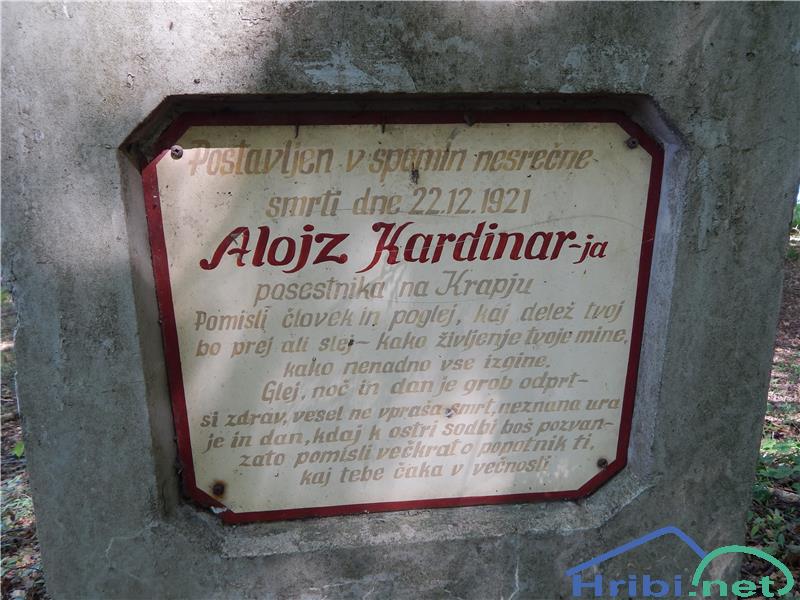 Postavljen v spomin nesrečne
smrti dne 22.12.1921
Alojz Kardinar-ja
posestnika na Krapju
Pomisli človek in poglej, kaj delež tvoj
bo prej ali slej - kako življenje tvoje mine,
kako nenadno vse izgine.
Glej, noč in dan je grob odprt-
si zdrav, vesel ne vpraša smrt, neznana ura
je in dan, kdaj k ostri sodbi boš pozvan-
zato pomisli večkrat o popotnik ti,
kaj tebe čaka v večnosti
Hribi.net